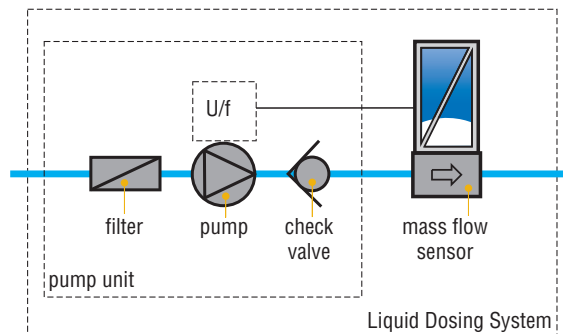 U/f
filter
pump
check
valve
mass flow
sensor
pump unit
Liquid Dosing System